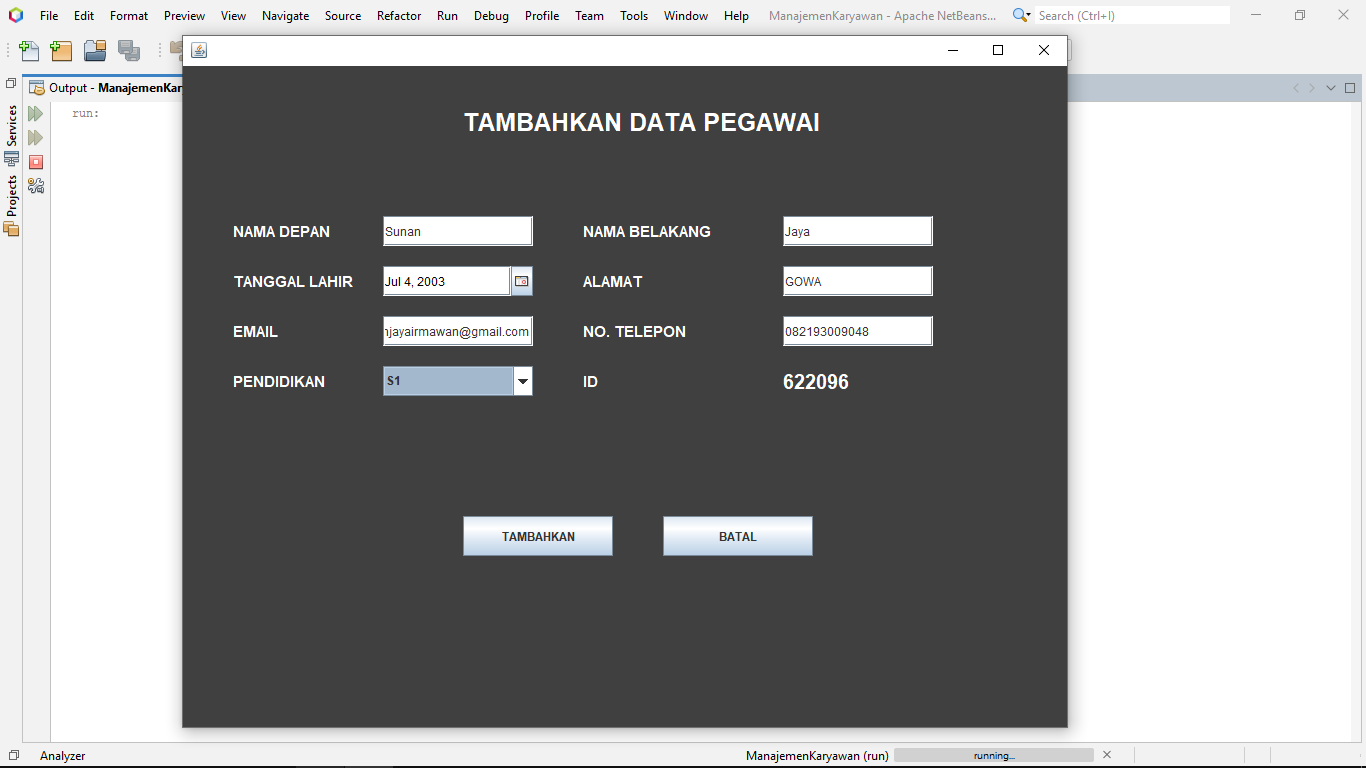 File Edit Format Preview View Navigate Source Refactor Run Debug Profile Team Tools Window Help ManajemenKaryawan - Apache NetBeans... Search (Ctrl+I)
Output - ManajemenKar
run:
Services
Projects
TAMBAHKAN DATA PEGAWAI
NAMA DEPAN Sunan NAMA BELAKANG Jaya
TANGGAL LAHIR Jul 4, 2003 ALAMAT GOWA
EMAIL jayairmawan@gmail.com NO. TELEPON 082193009048
PENDIDIKAN S1 ID 622096
TAMBAHKAN BATAL
Analyzer ManajemenKaryawan (run) running...